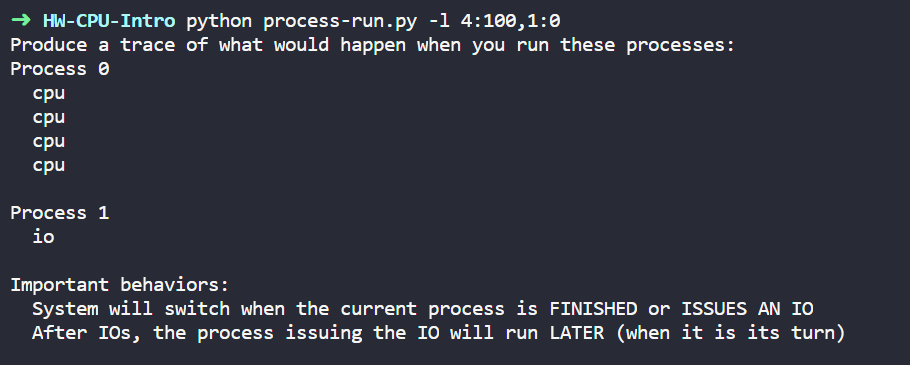 ➜ HW-CPU-Intro python process-run.py -l 4:100,1:0
Produce a trace of what would happen when you run these processes:
Process 0
  cpu
  cpu
  cpu
  cpu

Process 1
  io

Important behaviors:
  System will switch when the current process is FINISHED or ISSUES AN IO
  After IOs, the process issuing the IO will run LATER (when it is its turn)